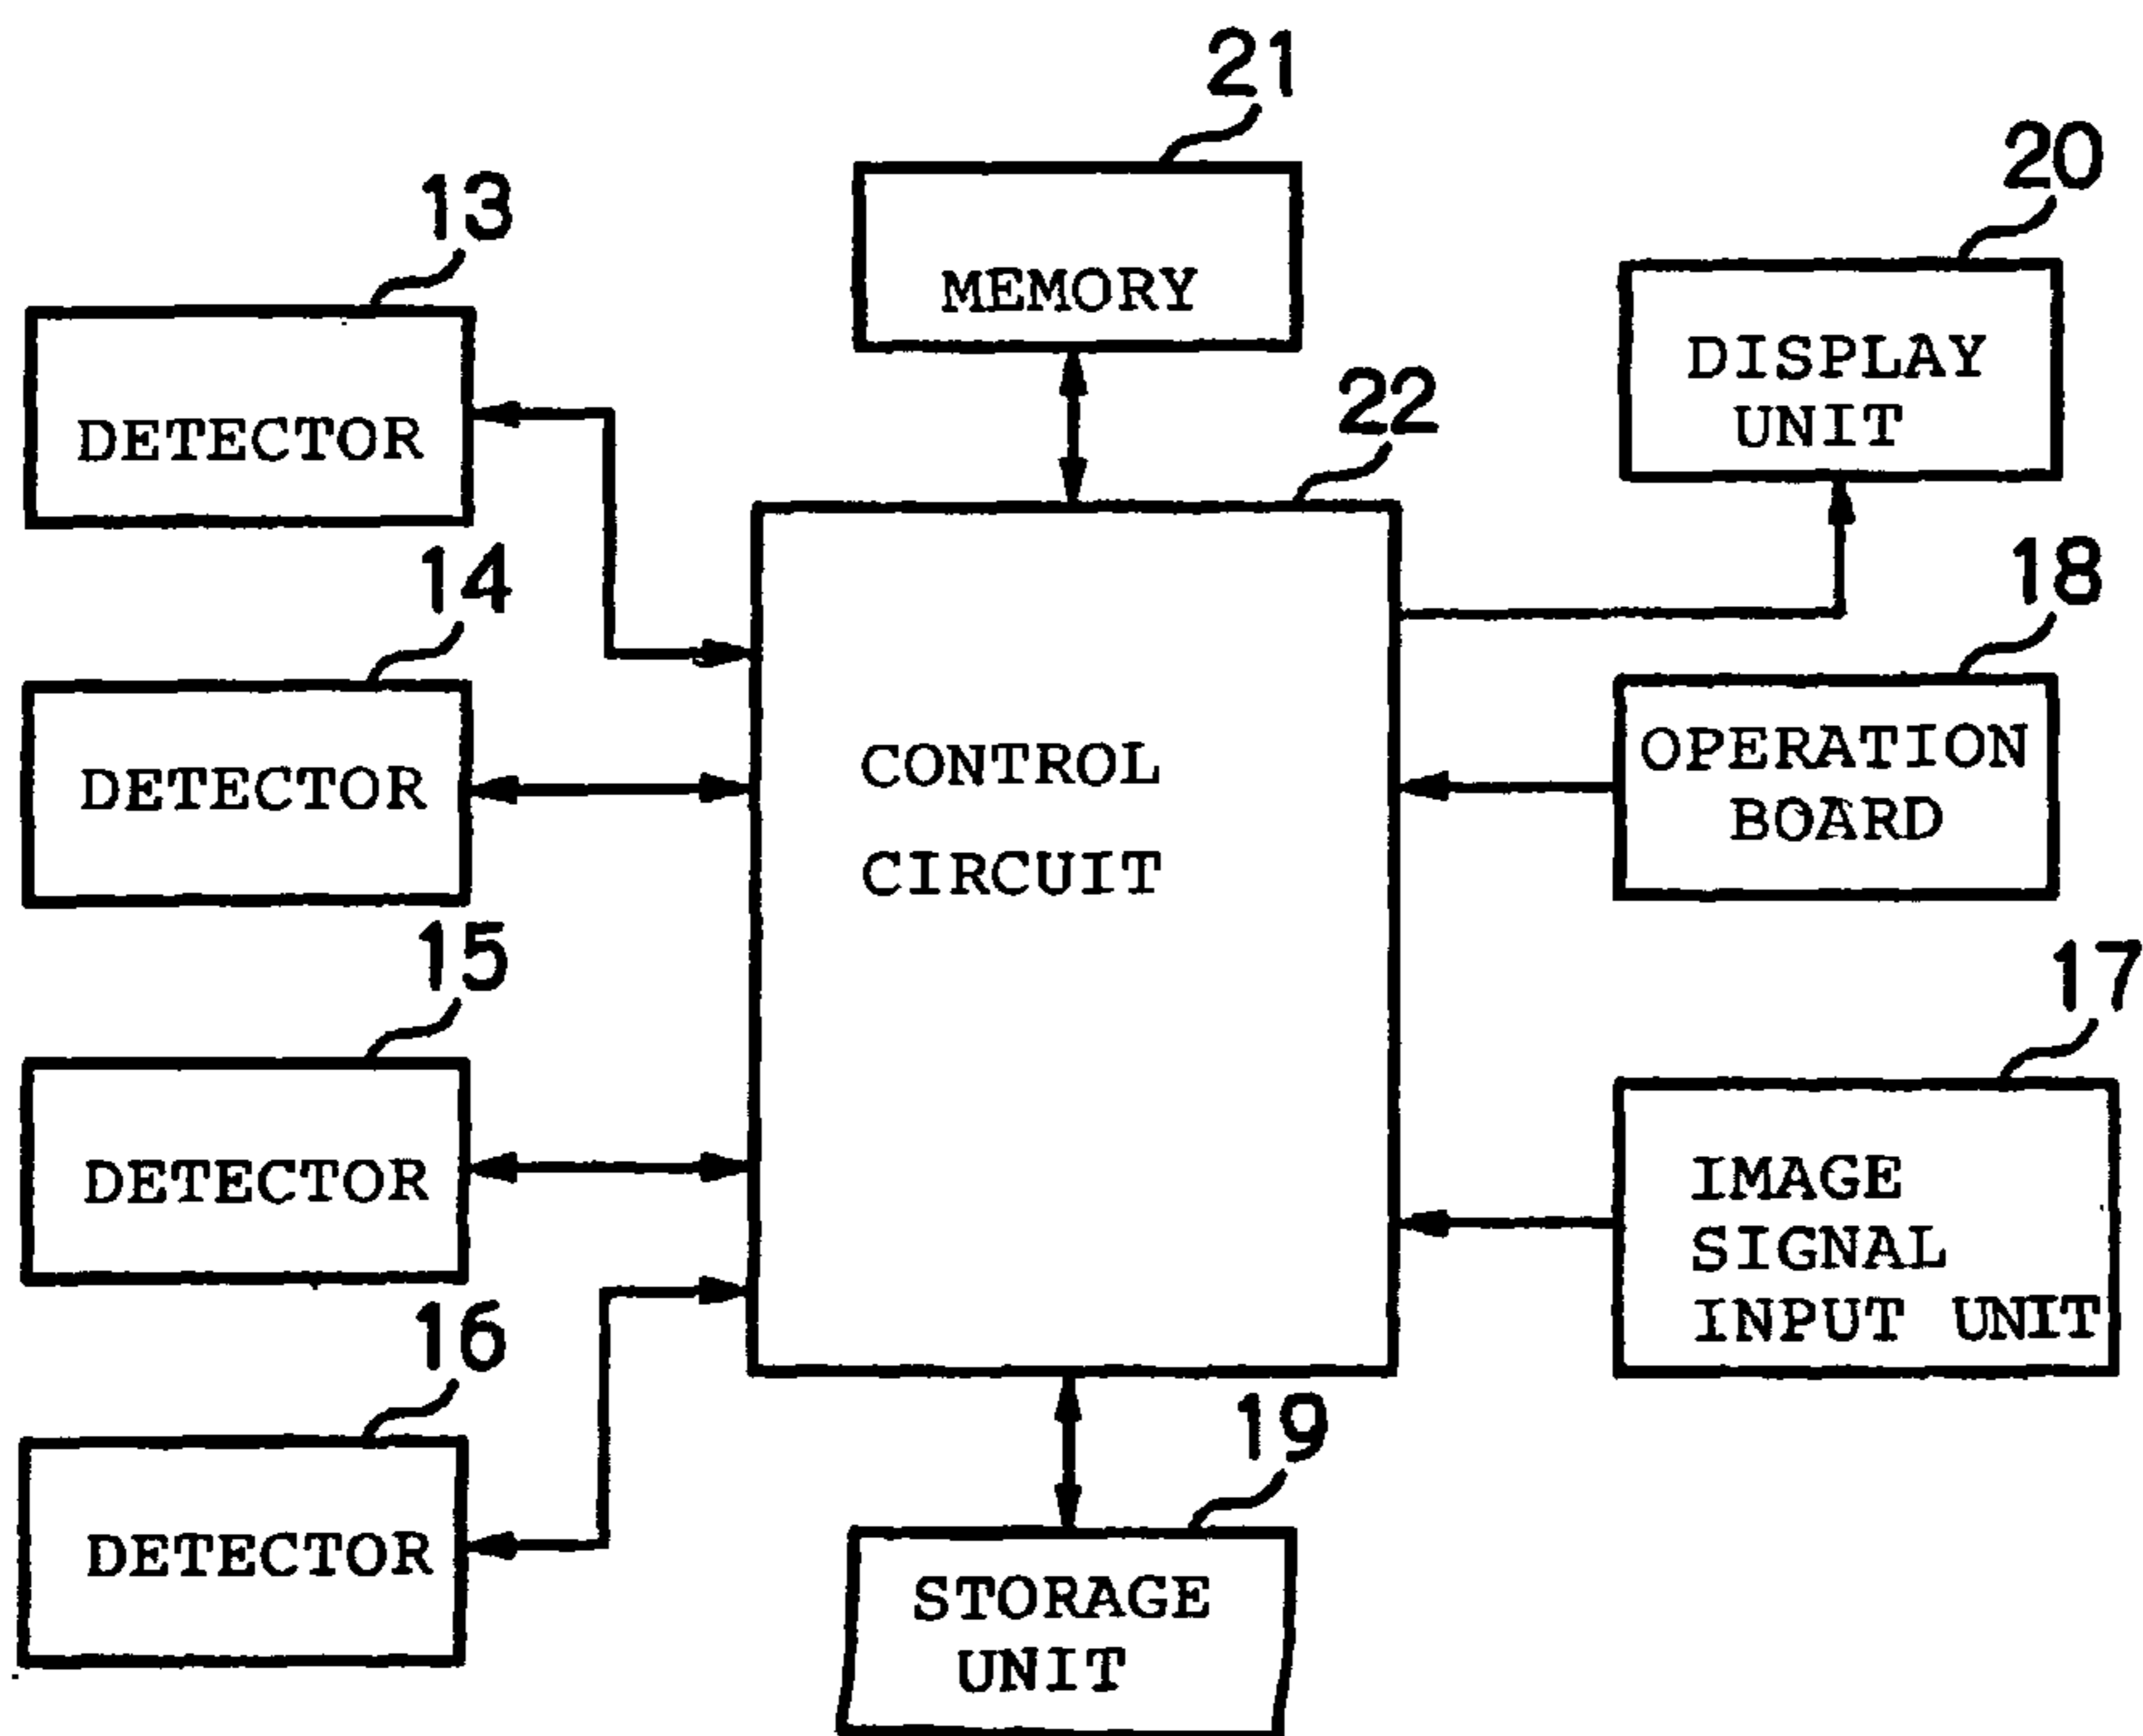 21
MEMORY
20
DISPLAY
UNIT
13
DETECTOR
22
CONTROL
CIRCUIT
14
DETECTOR
18
OPERATION
BOARD
15
DETECTOR
17
IMAGE
SIGNAL
INPUT UNIT
16
DETECTOR
19
STORAGE
UNIT